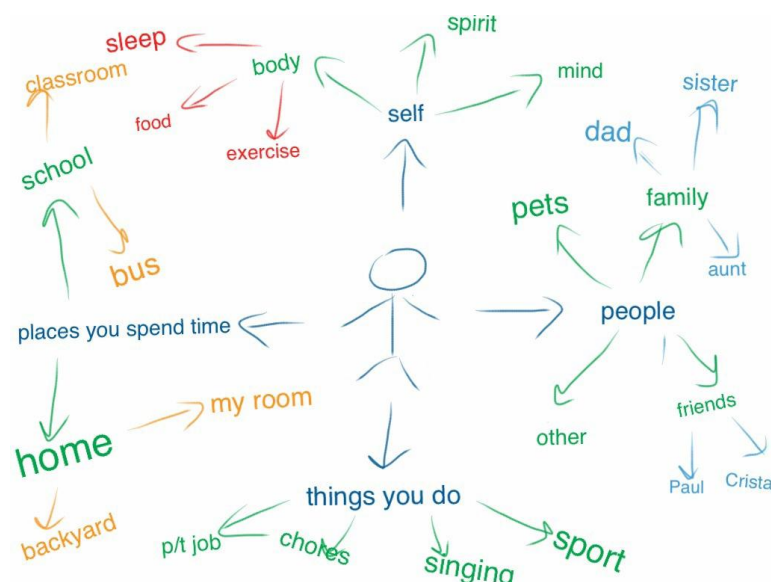 spirit
sleep
body
mind
classroom
sister
self
food
dad
exercise
school
family
pets
bus
aunt
people
places you spend time
my room
friends
other
home
Paul
Crista
things you do
backyard
p/t job
chores
sport
singing